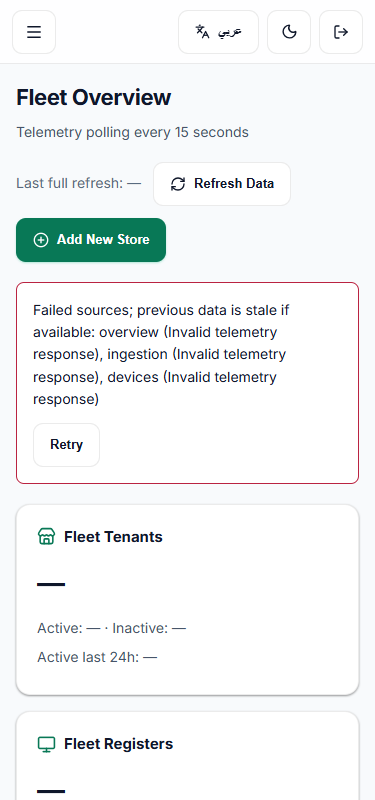 عربي
Fleet Overview
Telemetry polling every 15 seconds
Last full refresh: —
Refresh Data
Add New Store
Failed sources; previous data is stale if
available: overview (Invalid telemetry
response), ingestion (Invalid telemetry
response), devices (Invalid telemetry
response)
Retry
Fleet Tenants
—
Active: — · Inactive: —
Active last 24h: —
Fleet Registers
—